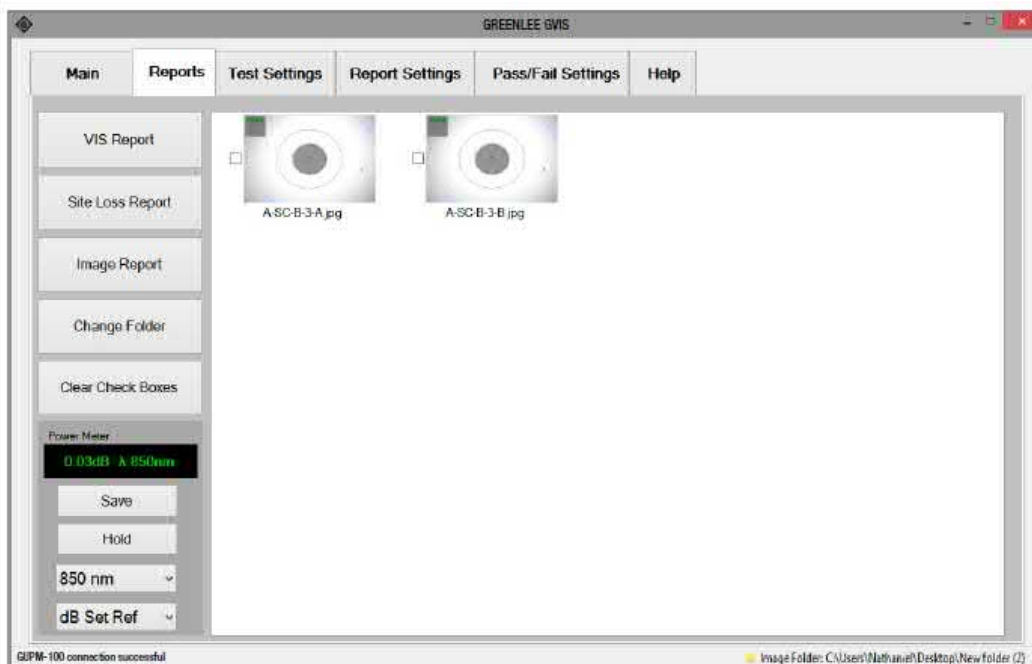 GREENLEE GVIS
Main Reports Test Settings Report Settings Pass/Fail Settings Help
VIS Report
Site Loss Report
Image Report
Change Folder
Clear Check Boxes
A-SC-B-3-A.jpg A-SC-B-3-B.jpg
Power Meter
0.03dB λ 850nm
Save
Hold
850 nm
dB Set Ref
GUPM-100 connection successful
Image Folder: C:\Users\Nathaniel\Desktop\New folder (2)